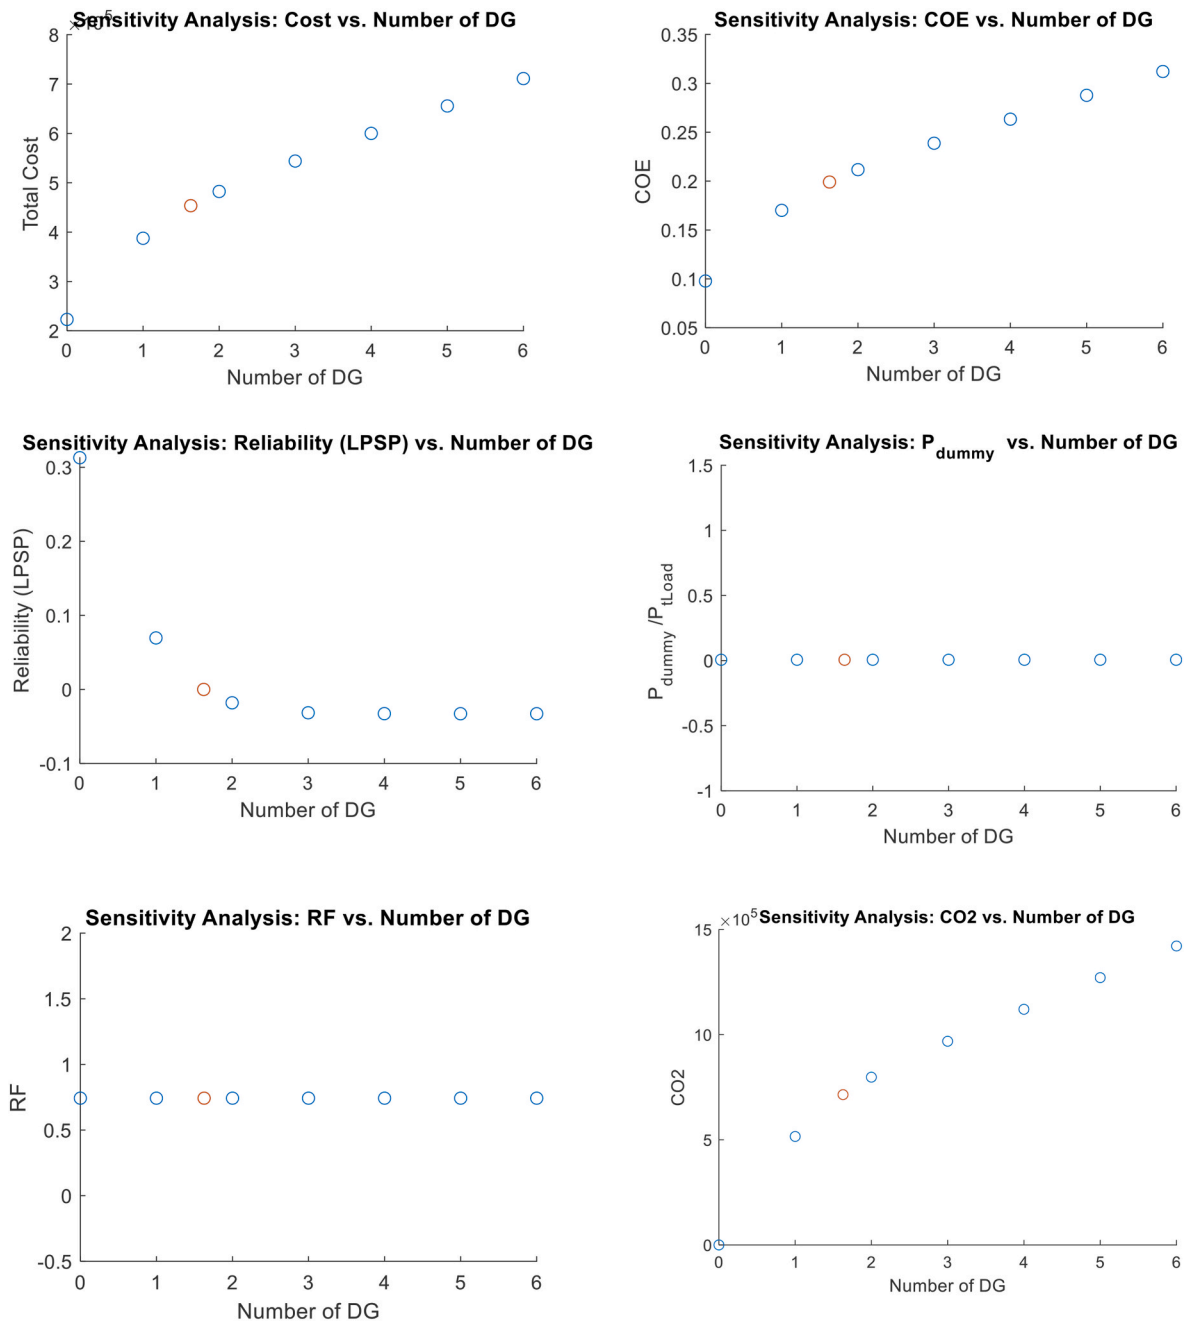 Sensitivity Analysis: Cost vs. Number of DG
×10^5
8
7
6
5
4
3
2
Total Cost
0 1 2 3 4 5 6
Number of DG
Sensitivity Analysis: COE vs. Number of DG
0.35
0.3
0.25
0.2
0.15
0.1
0.05
COE
0 1 2 3 4 5 6
Number of DG
Sensitivity Analysis: Reliability (LPSP) vs. Number of DG
0.3
0.2
0.1
0
-0.1
Reliability (LPSP)
0 1 2 3 4 5 6
Number of DG
Sensitivity Analysis: P_dummy vs. Number of DG
1.5
1
0.5
0
-0.5
-1
P_dummy /P_tLoad
0 1 2 3 4 5 6
Number of DG
Sensitivity Analysis: RF vs. Number of DG
2
1.5
1
0.5
0
-0.5
RF
0 1 2 3 4 5 6
Number of DG
×10^5 Sensitivity Analysis: CO2 vs. Number of DG
15
10
5
0
CO2
0 1 2 3 4 5 6
Number of DG